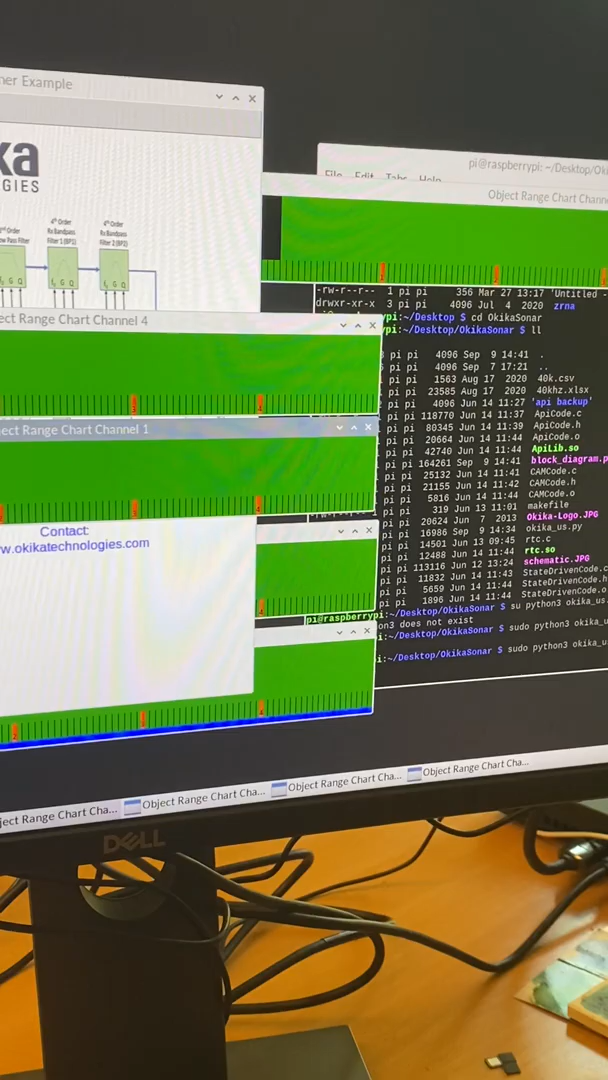 ner Example
ka
GIES
4th Order
Rx Bandpass
Filter 1 (BP1)
4th Order
Rx Bandpass
Filter 2 (BP2)
ow Pass Filter
pi@raspberrypi: ~/Desktop/Oki
File Edit Tabs Help
Object Range Chart Channe
-rw-r--r-- 1 pi pi 356 Mar 27 13:17 'Untitled
drwxr-xr-x 3 pi pi 4096 Jul 4 2020 zrna
ypi:~/Desktop $ cd OkikaSonar
ypi:~/Desktop/OkikaSonar $ ll
pi pi 4096 Sep 9 14:41 .
pi pi 4096 Sep 7 17:21 ..
pi pi 1563 Aug 17 2020 40k.csv
pi pi 23585 Aug 17 2020 40khz.xlsx
pi pi 4096 Jun 14 11:27 'api backup'
pi pi 118770 Jun 14 11:37 ApiCode.c
pi pi 80345 Jun 14 11:39 ApiCode.h
pi pi 20664 Jun 14 11:44 ApiCode.o
pi pi 42740 Jun 14 11:44 ApiLib.so
pi pi 164261 Sep 9 14:41 block_diagram.p
pi pi 25132 Jun 14 11:41 CAMCode.c
pi pi 21155 Jun 14 11:42 CAMCode.h
pi pi 5816 Jun 14 11:44 CAMCode.o
pi pi 319 Jun 13 11:01 makefile
pi pi 20624 Jun 7 2013 Okika-Logo.JPG
pi pi 16986 Sep 9 14:34 okika_us.py
pi pi 14501 Jun 13 09:45 rtc.c
pi pi 12488 Jun 14 11:44 rtc.so
pi pi 113116 Jun 12 13:24 schematic.JPG
pi pi 11832 Jun 14 11:43 StateDrivenCode.c
pi pi 5659 Jun 14 11:44 StateDrivenCode.h
pi pi 1896 Jun 14 11:44 StateDrivenCode.o
pi@raspberrypi:~/Desktop/OkikaSonar $ su python3 okika_us.
on3 does not exist
pi:~/Desktop/OkikaSonar $ sudo python3 okika_u
pi:~/Desktop/OkikaSonar $ sudo python3 okika_u
ect Range Chart Channel 4
ect Range Chart Channel 1
Contact:
w.okikatechnologies.com
ject Range Chart Cha...
Object Range Chart Cha...
Object Range Chart Cha...
Object Range Chart Cha...
DELL